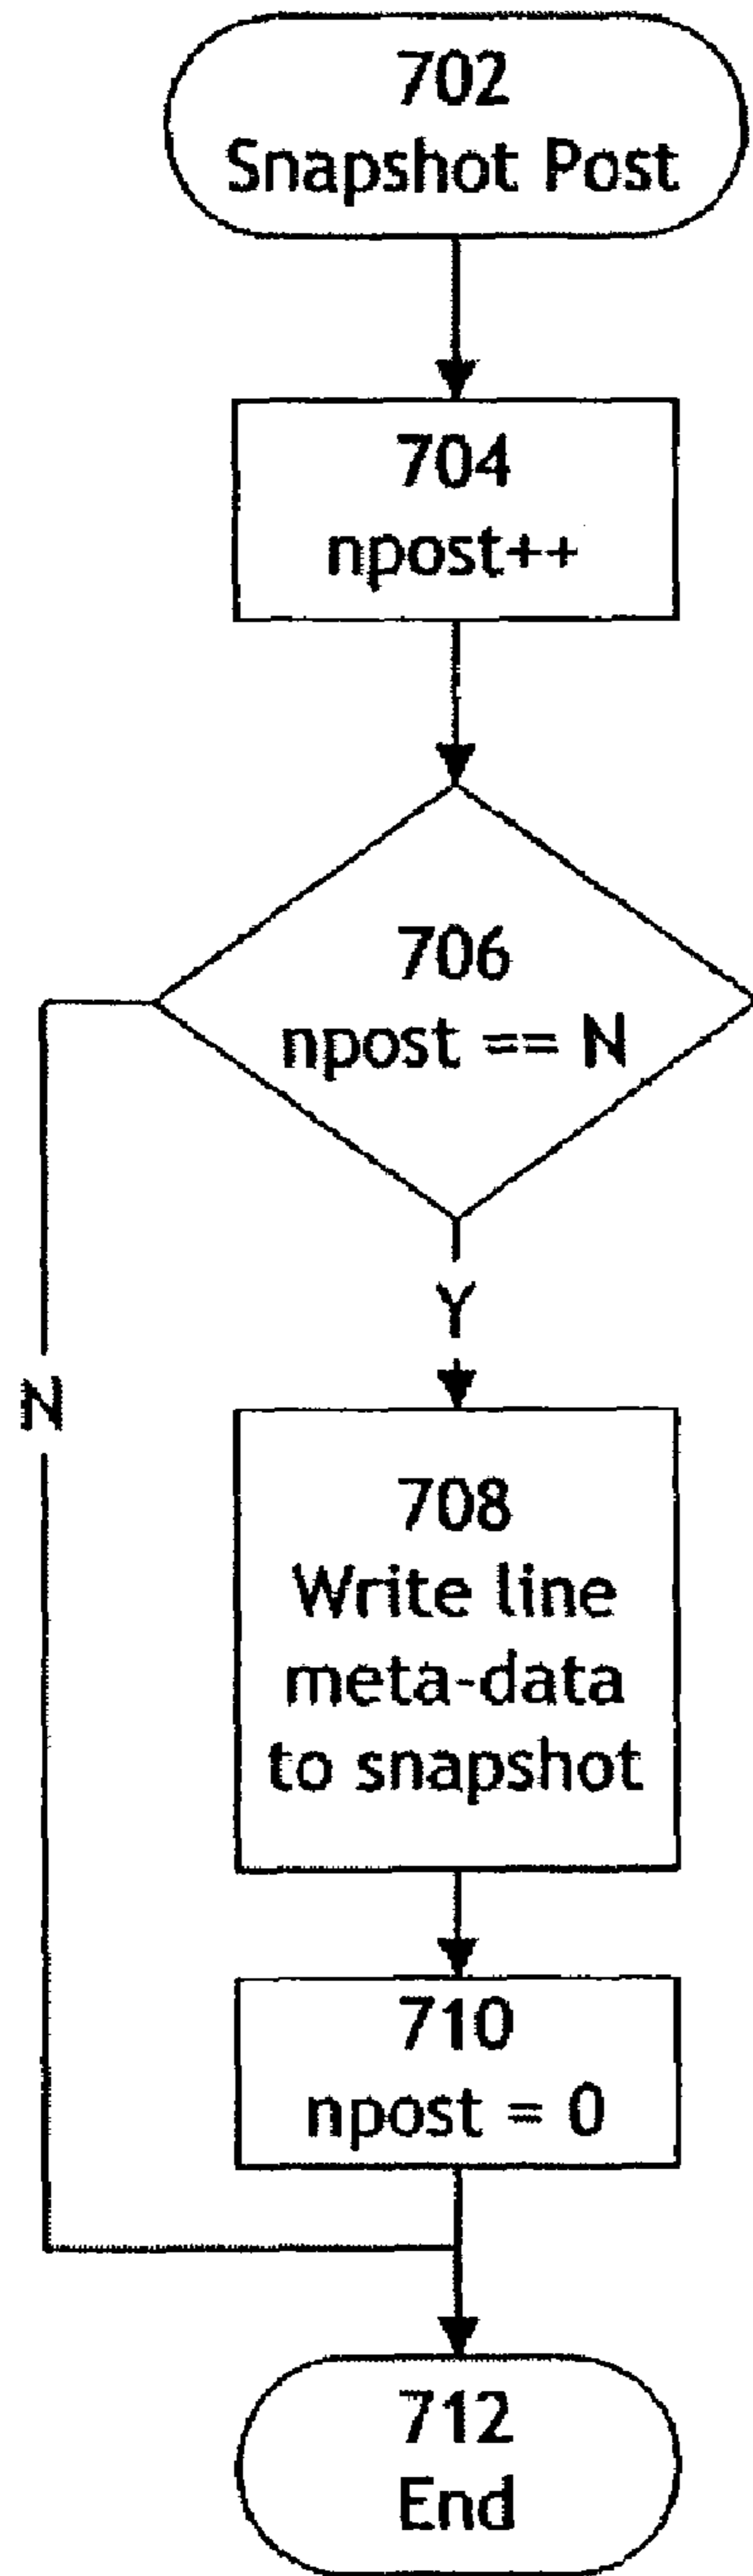 702
Snapshot Post
704
npost++
706
npost == N
Y
N
708
Write line
meta-data
to snapshot
710
npost = 0
712
End